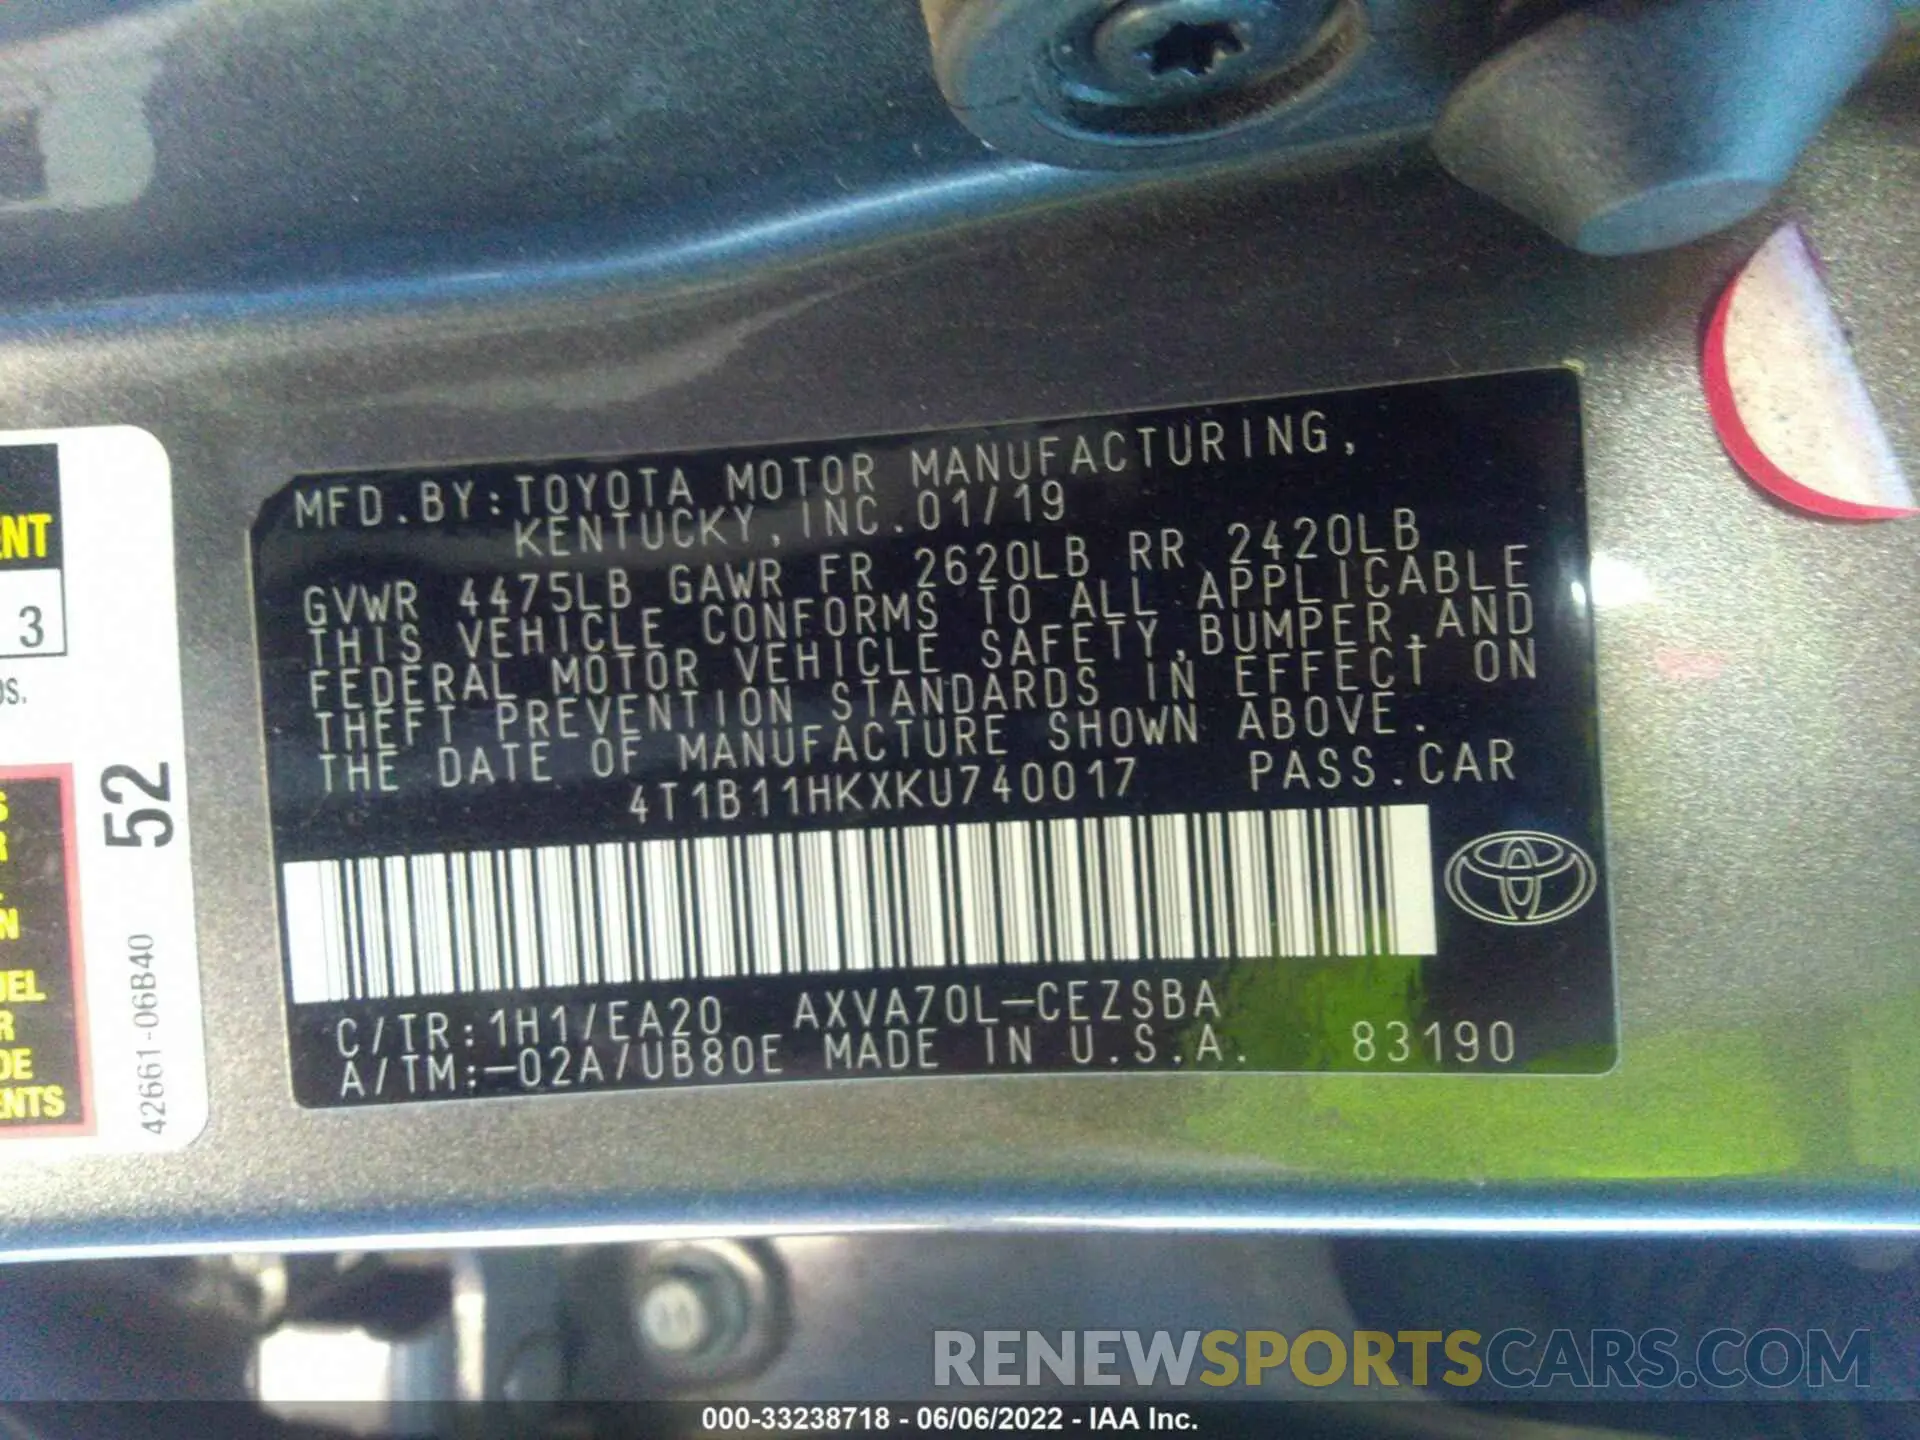 MFD.BY:TOYOTA MOTOR MANUFACTURING,
KENTUCKY,INC.01/19
GVWR 4475LB GAWR FR 2620LB RR 2420LB
THIS VEHICLE CONFORMS TO ALL APPLICABLE
FEDERAL MOTOR VEHICLE SAFETY,BUMPER,AND
THEFT PREVENTION STANDARDS IN EFFECT ON
THE DATE OF MANUFACTURE SHOWN ABOVE.
4T1B11HKXKU740017 PASS.CAR
C/TR:1H1/EA20 AXVA70L-CEZSBA
A/TM:-02A/UB80E MADE IN U.S.A. 83190
3
52
42661-06B40
RENEWSPORTSCARS.COM
000-33238718 - 06/06/2022 - IAA Inc.